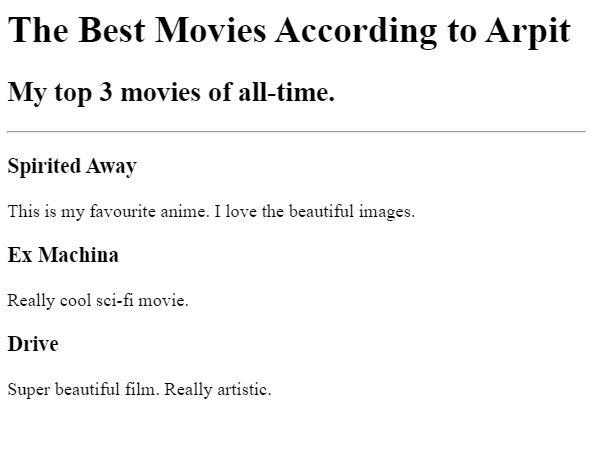 The Best Movies According to Arpit
My top 3 movies of all-time.
Spirited Away
This is my favourite anime. I love the beautiful images.
Ex Machina
Really cool sci-fi movie.
Drive
Super beautiful film. Really artistic.